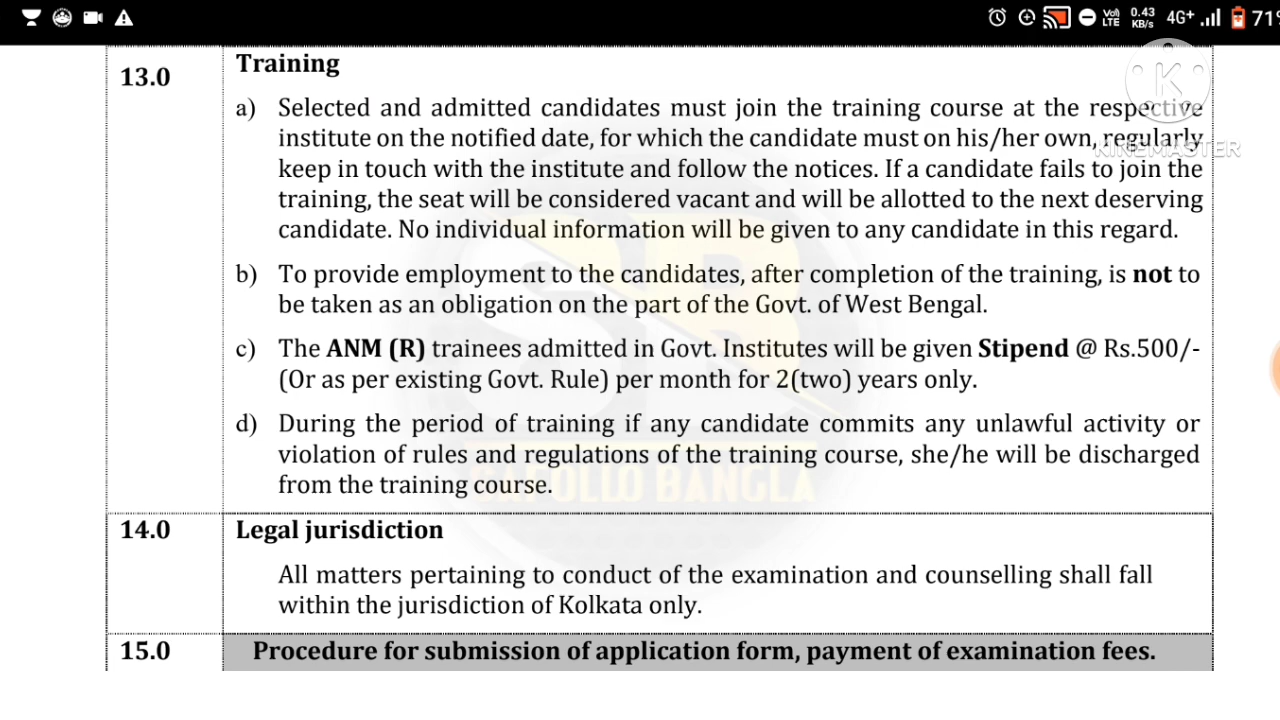 Vo)) LTE 0.43 KB/s 4G+ 71%
K
KINEMASTER
13.0 Training
a) Selected and admitted candidates must join the training course at the respective
institute on the notified date, for which the candidate must on his/her own, regularly
keep in touch with the institute and follow the notices. If a candidate fails to join the
training, the seat will be considered vacant and will be allotted to the next deserving
candidate. No individual information will be given to any candidate in this regard.
b) To provide employment to the candidates, after completion of the training, is not to
be taken as an obligation on the part of the Govt. of West Bengal.
c) The ANM (R) trainees admitted in Govt. Institutes will be given Stipend @ Rs.500/-
(Or as per existing Govt. Rule) per month for 2(two) years only.
d) During the period of training if any candidate commits any unlawful activity or
violation of rules and regulations of the training course, she/he will be discharged
from the training course.
BANGLA
14.0 Legal jurisdiction
All matters pertaining to conduct of the examination and counselling shall fall
within the jurisdiction of Kolkata only.
15.0 Procedure for submission of application form, payment of examination fees.